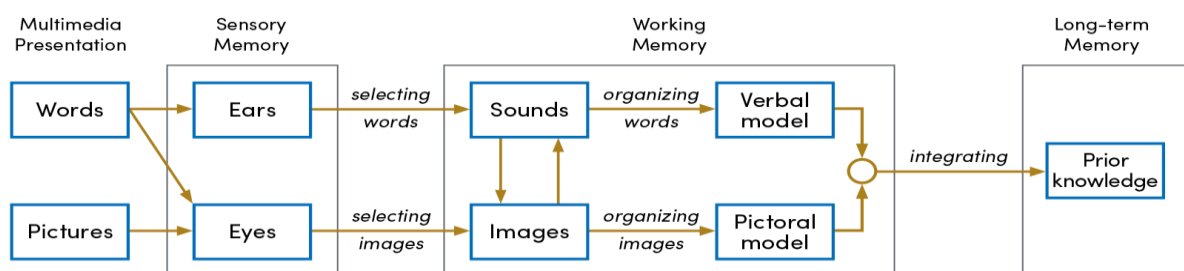 Multimedia
Presentation
Sensory
Memory
Working
Memory
Long-term
Memory
Words
Ears
selecting
words
Sounds
organizing
words
Verbal
model
integrating
Prior
knowledge
Pictures
Eyes
selecting
images
Images
organizing
images
Pictoral
model